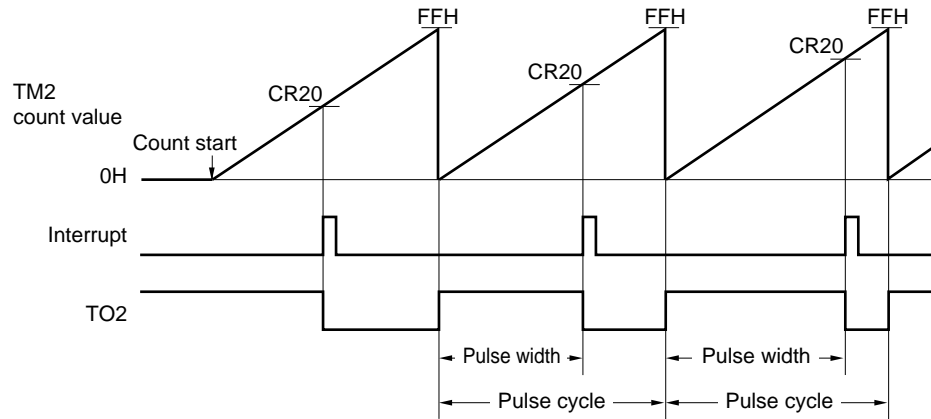 FFH
FFH
FFH
CR20
CR20
CR20
TM2
count value
Count start
0H
Interrupt
TO2
Pulse width
Pulse width
Pulse cycle
Pulse cycle